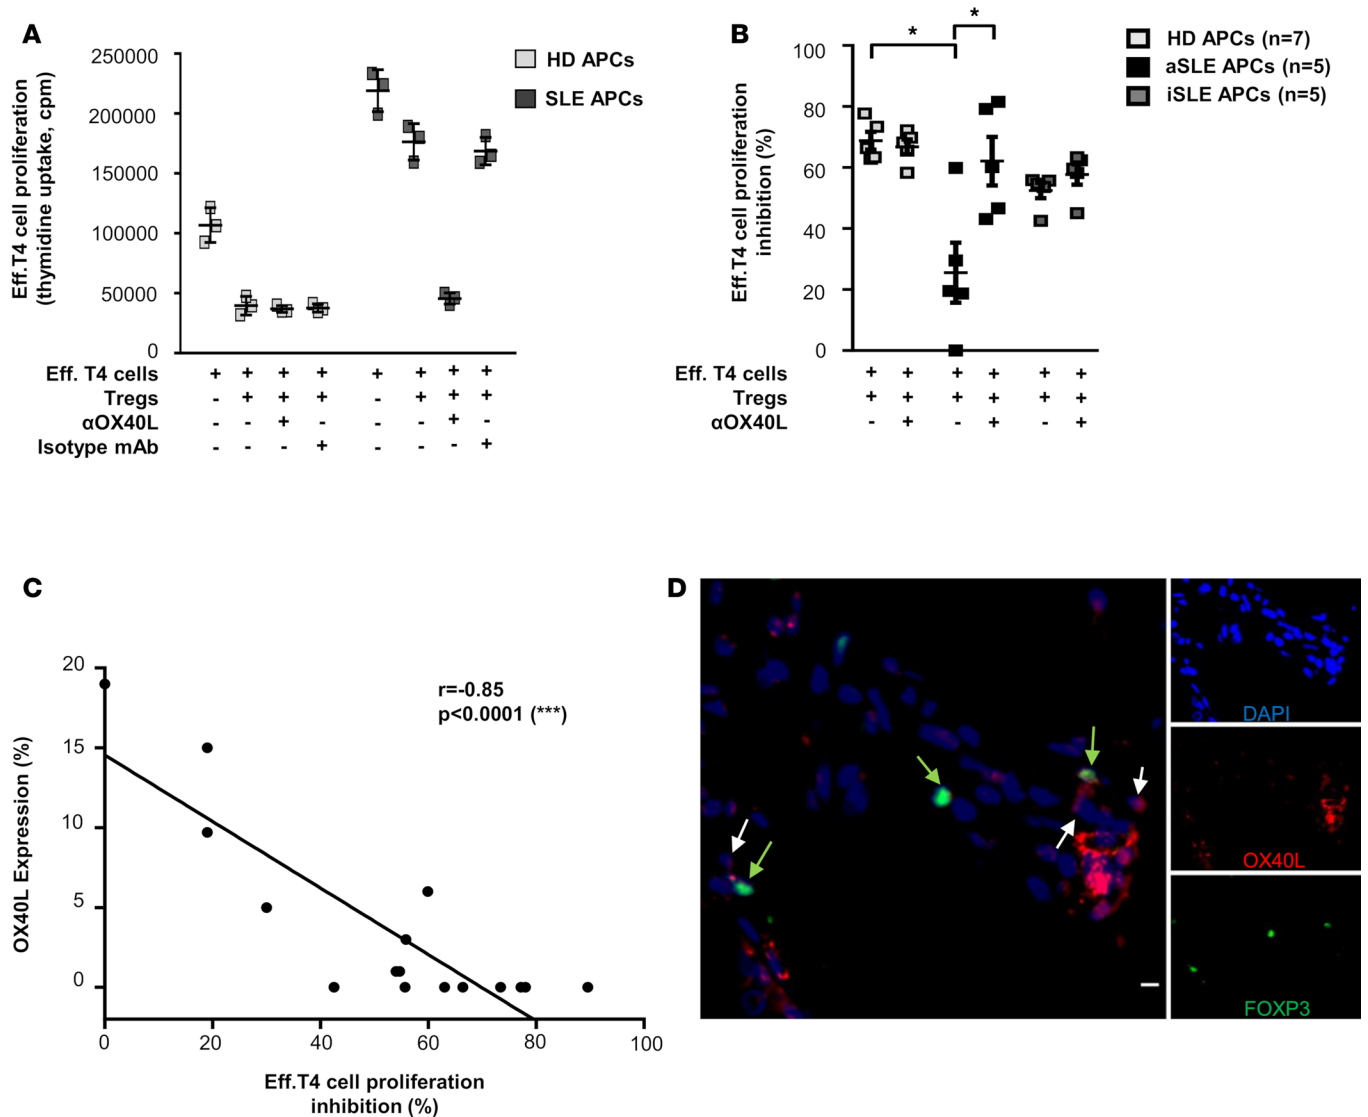 A
Eff.T4 cell proliferation
(thymidine uptake, cpm)
250000
200000
150000
100000
50000
0
HD APCs
SLE APCs
Eff. T4 cells + + + + + + + +
Tregs - + + + - + + +
αOX40L - - + - - - + -
Isotype mAb - - - + - - - +
B
Eff.T4 cell proliferation
inhibition (%)
100
80
60
40
20
0
* *
HD APCs (n=7)
aSLE APCs (n=5)
iSLE APCs (n=5)
Eff. T4 cells + + + + + +
Tregs + + + + + +
αOX40L - + - + - +
C
OX40L Expression (%)
20
15
10
5
0
r=-0.85
p<0.0001 (***)
0 20 40 60 80 100
Eff.T4 cell proliferation
inhibition (%)
D
DAPI
OX40L
FOXP3